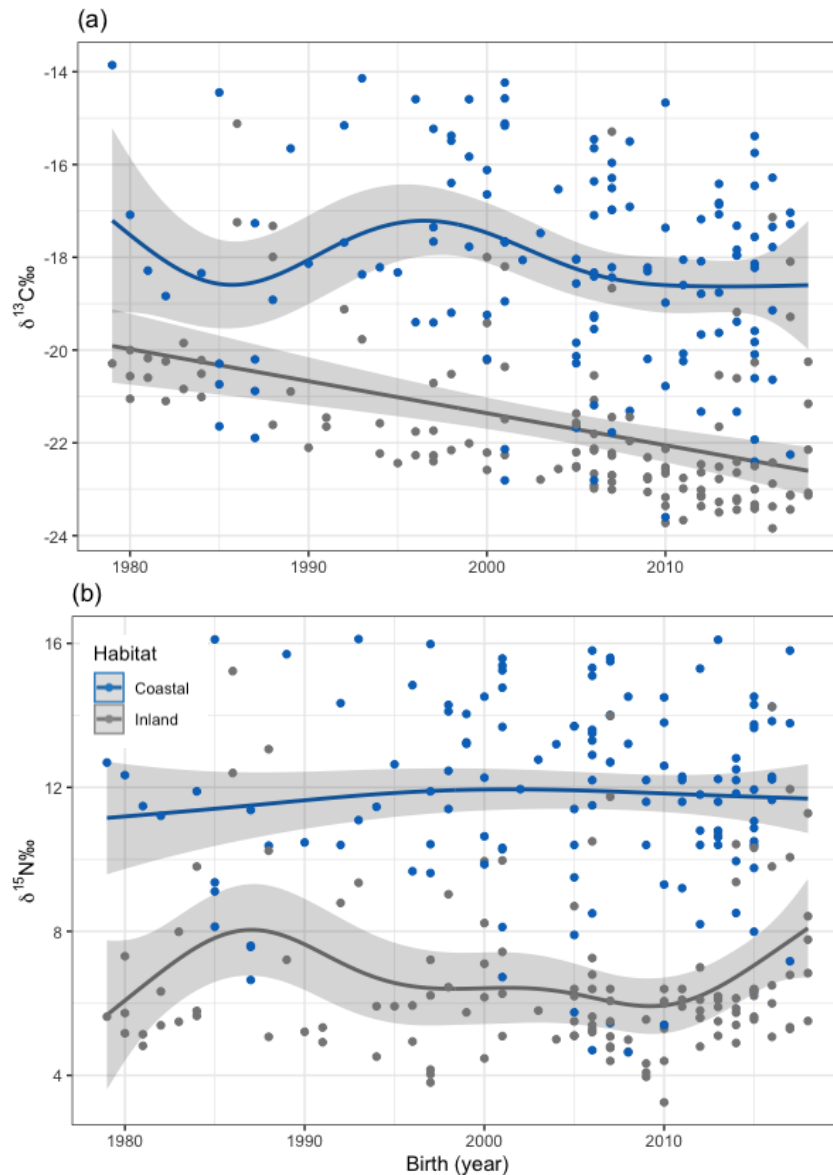 (a)
-14
-16
-18
-20
-22
-24
δ¹³C‰
1980 1990 2000 2010
(b)
16
12
8
4
δ¹⁵N‰
Habitat
Coastal
Inland
1980 1990 2000 2010
Birth (year)